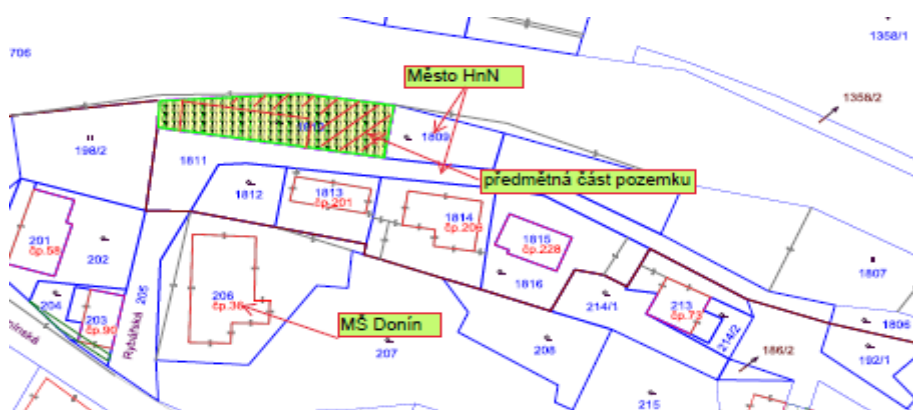 1358/1
706
Město HnN
1358/2
1809
198/2
1811
předmětná část pozemku
1812
1813
čp.201
1814
čp.206
201
čp.58
202
1815
čp.228
1807
204
203
čp.90
Rybářská 205
206
čp.36
1816
214/1
213
čp.73
214/2
1806
MŠ Donín
207
208
186/2
192/1
215